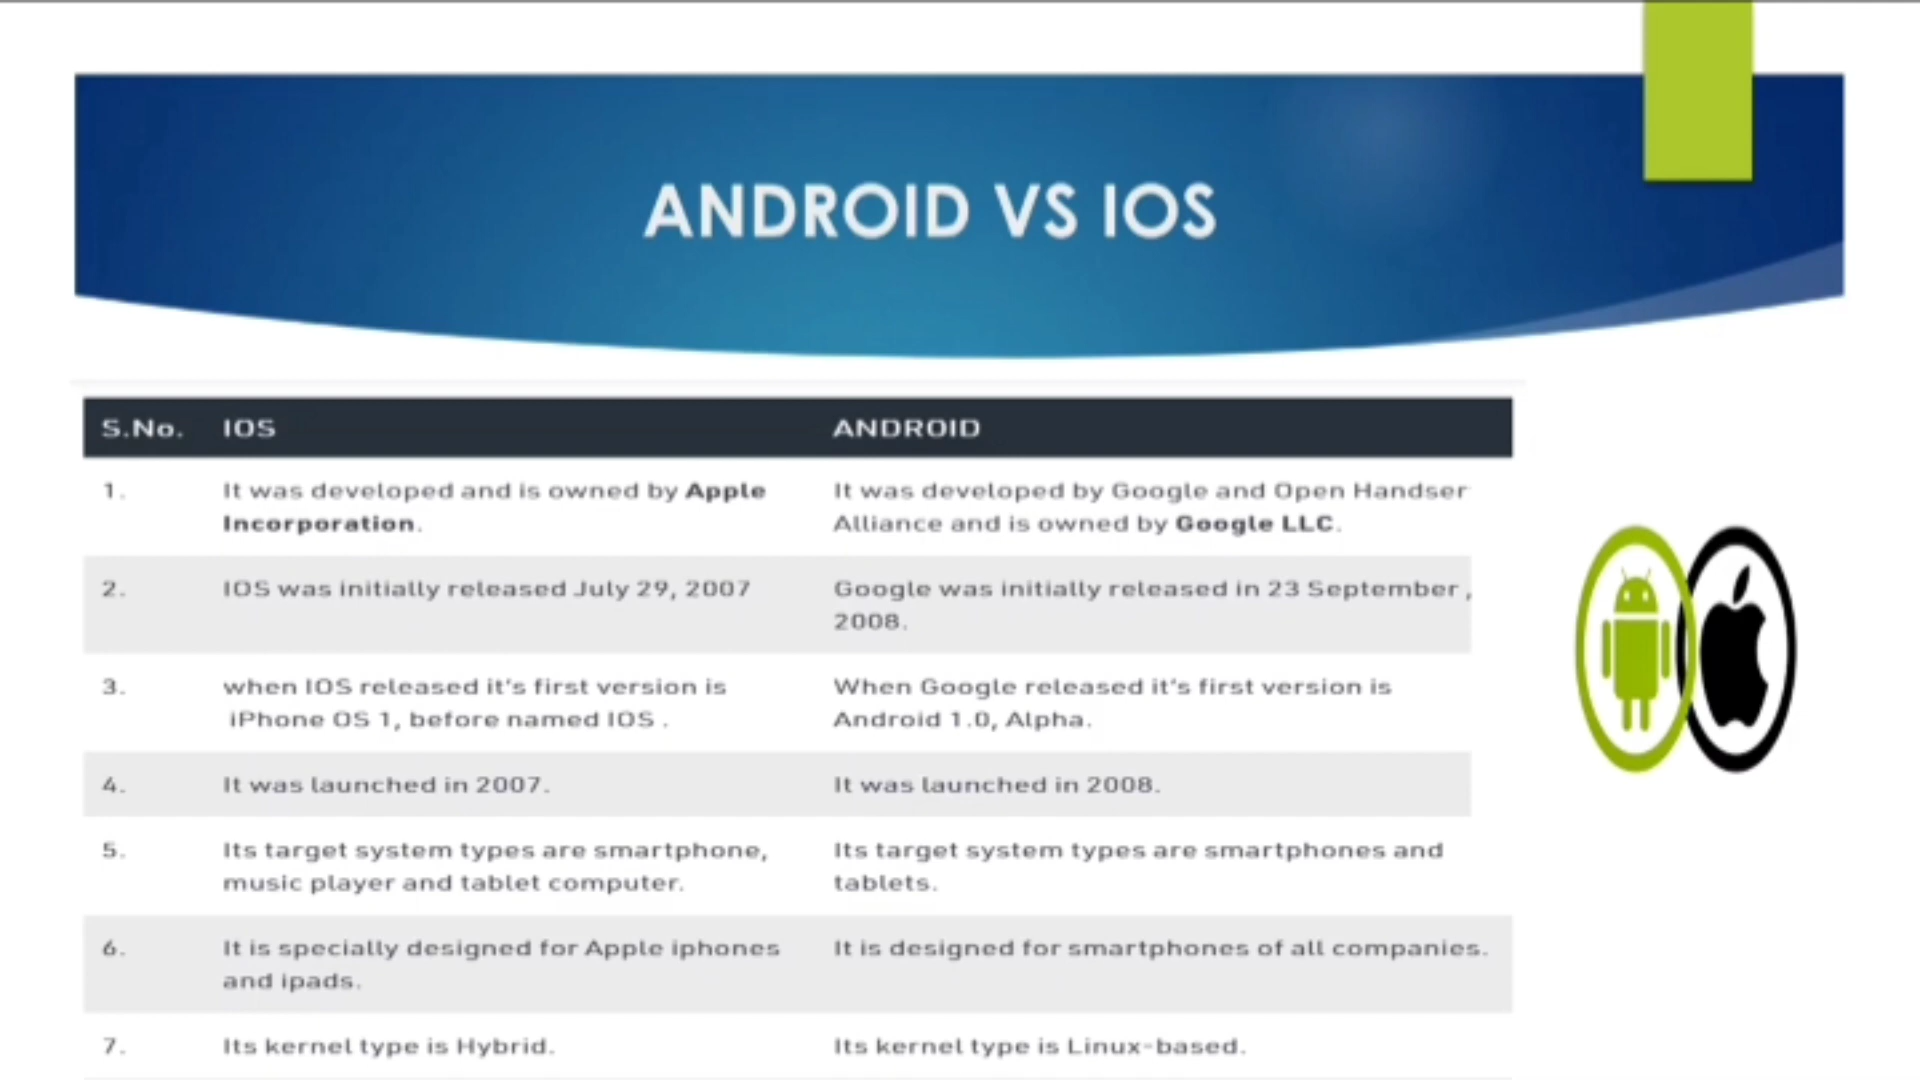 ANDROID VS IOS
S.No. IOS ANDROID
1. It was developed and is owned by Apple It was developed by Google and Open Handser
Incorporation. Alliance and is owned by Google LLC.
2. IOS was initially released July 29, 2007 Google was initially released in 23 September ,
2008.
3. when IOS released it's first version is When Google released it's first version is
iPhone OS 1, before named IOS . Android 1.0, Alpha.
4. It was launched in 2007. It was launched in 2008.
5. Its target system types are smartphone, Its target system types are smartphones and
music player and tablet computer. tablets.
6. It is specially designed for Apple iphones It is designed for smartphones of all companies.
and ipads.
7. Its kernel type is Hybrid. Its kernel type is Linux-based.